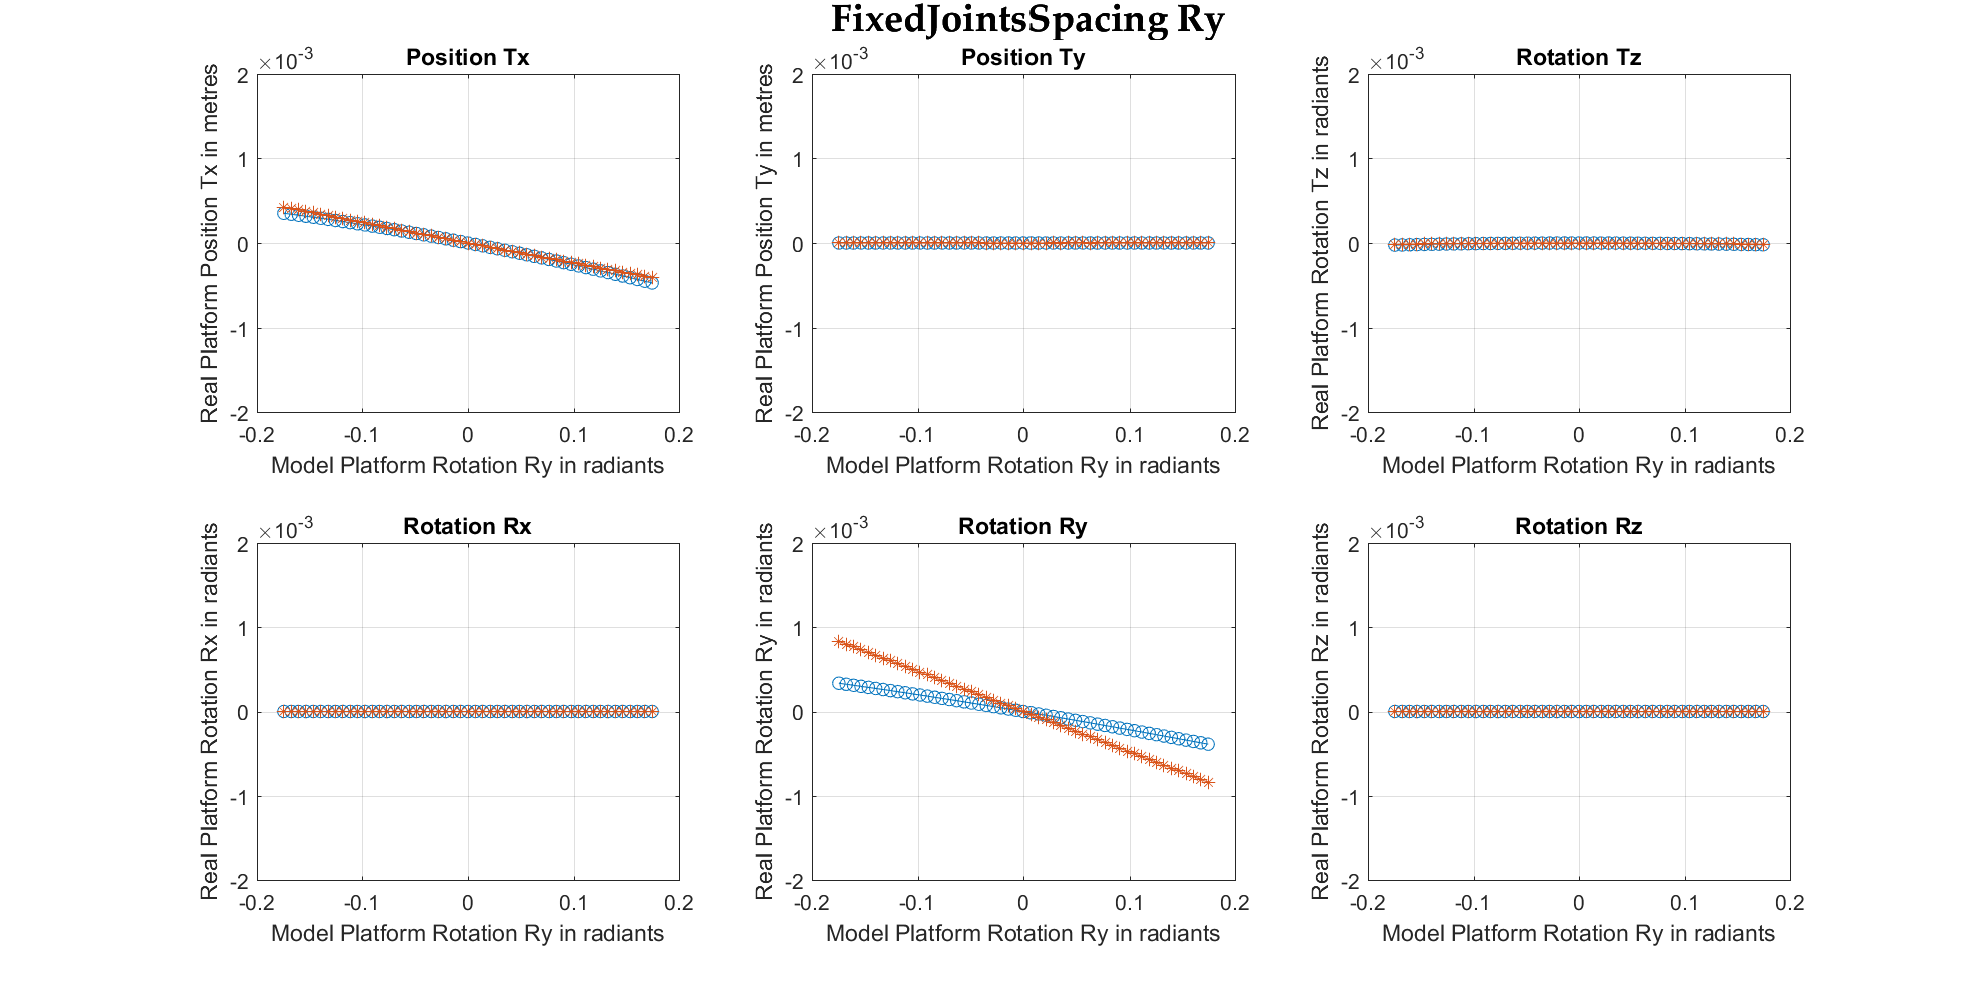 FixedJointsSpacing Ry
Position Tx
×10-3
Real Platform Position Tx in metres
2
1
0
-1
-2
-0.2 -0.1 0 0.1 0.2
Model Platform Rotation Ry in radiants
Position Ty
×10-3
Real Platform Position Ty in metres
2
1
0
-1
-2
-0.2 -0.1 0 0.1 0.2
Model Platform Rotation Ry in radiants
Rotation Tz
×10-3
Real Platform Rotation Tz in radiants
2
1
0
-1
-2
-0.2 -0.1 0 0.1 0.2
Model Platform Rotation Ry in radiants
Rotation Rx
×10-3
Real Platform Rotation Rx in radiants
2
1
0
-1
-2
-0.2 -0.1 0 0.1 0.2
Model Platform Rotation Ry in radiants
Rotation Ry
×10-3
Real Platform Rotation Ry in radiants
2
1
0
-1
-2
-0.2 -0.1 0 0.1 0.2
Model Platform Rotation Ry in radiants
Rotation Rz
×10-3
Real Platform Rotation Rz in radiants
2
1
0
-1
-2
-0.2 -0.1 0 0.1 0.2
Model Platform Rotation Ry in radiants